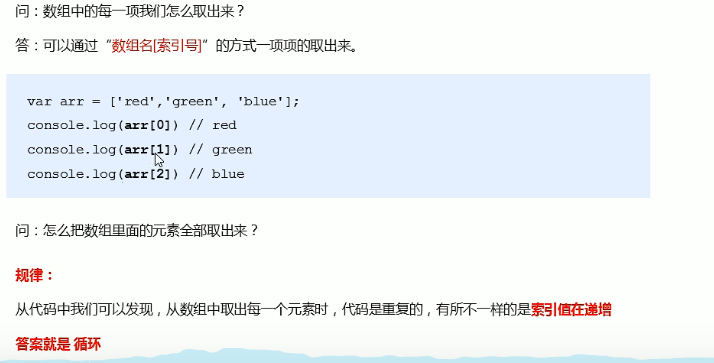 问：数组中的每一项我们怎么取出来？
答：可以通过“数组名[索引号]”的方式一项项的取出来。
var arr = ['red','green', 'blue'];
console.log(arr[0]) // red
console.log(arr[1]) // green
console.log(arr[2]) // blue
问：怎么把数组里面的元素全部取出来？
规律：
从代码中我们可以发现，从数组中取出每一个元素时，代码是重复的，有所不一样的是索引值在递增
答案就是 循环